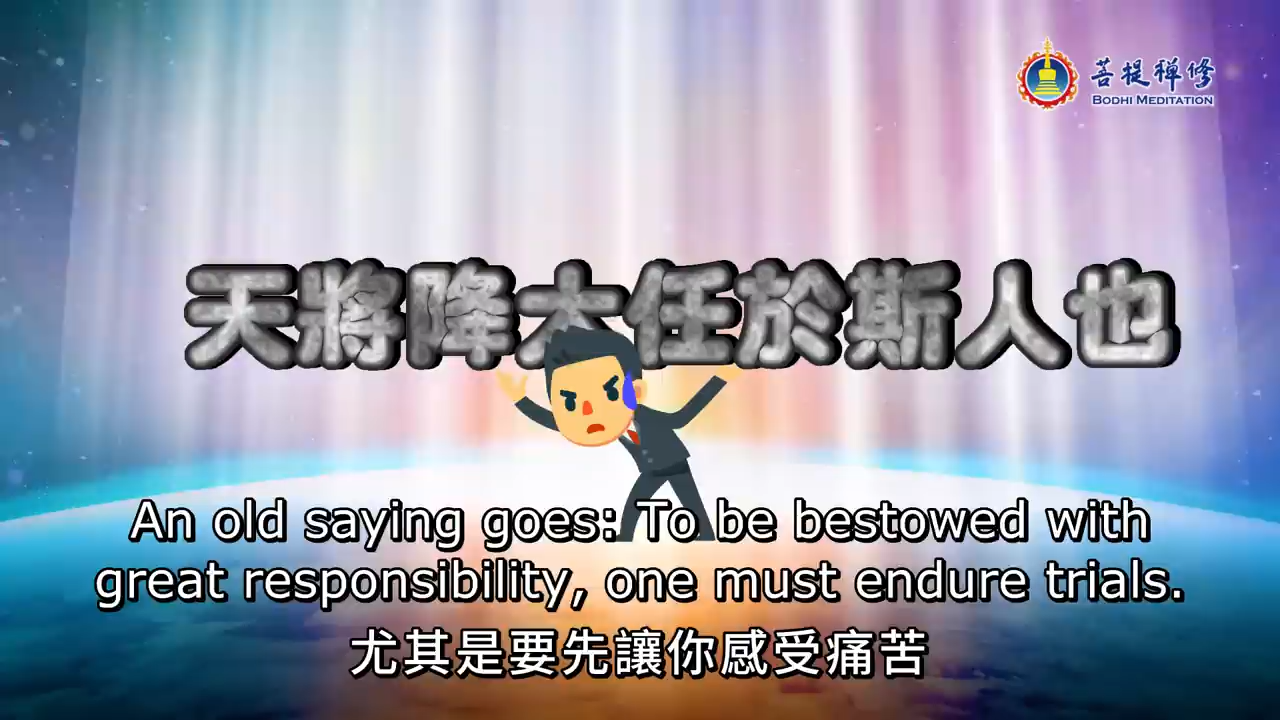 菩提禪修
BODHI MEDITATION
天將降大任於斯人也
An old saying goes: To be bestowed with
great responsibility, one must endure trials.
尤其是要先讓你感受痛苦